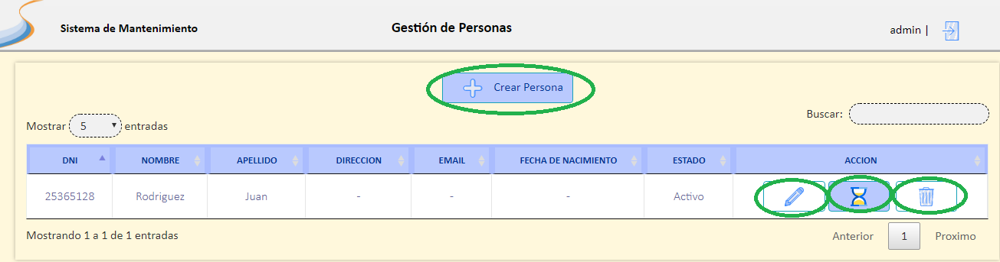 Sistema de Mantenimiento
Gestión de Personas
admin |
Crear Persona
Buscar:
Mostrar 5 entradas
DNI NOMBRE APELLIDO DIRECCION EMAIL FECHA DE NACIMIENTO ESTADO ACCION
25365128 Rodriguez Juan - - - Activo
Mostrando 1 a 1 de 1 entradas
Anterior 1 Proximo